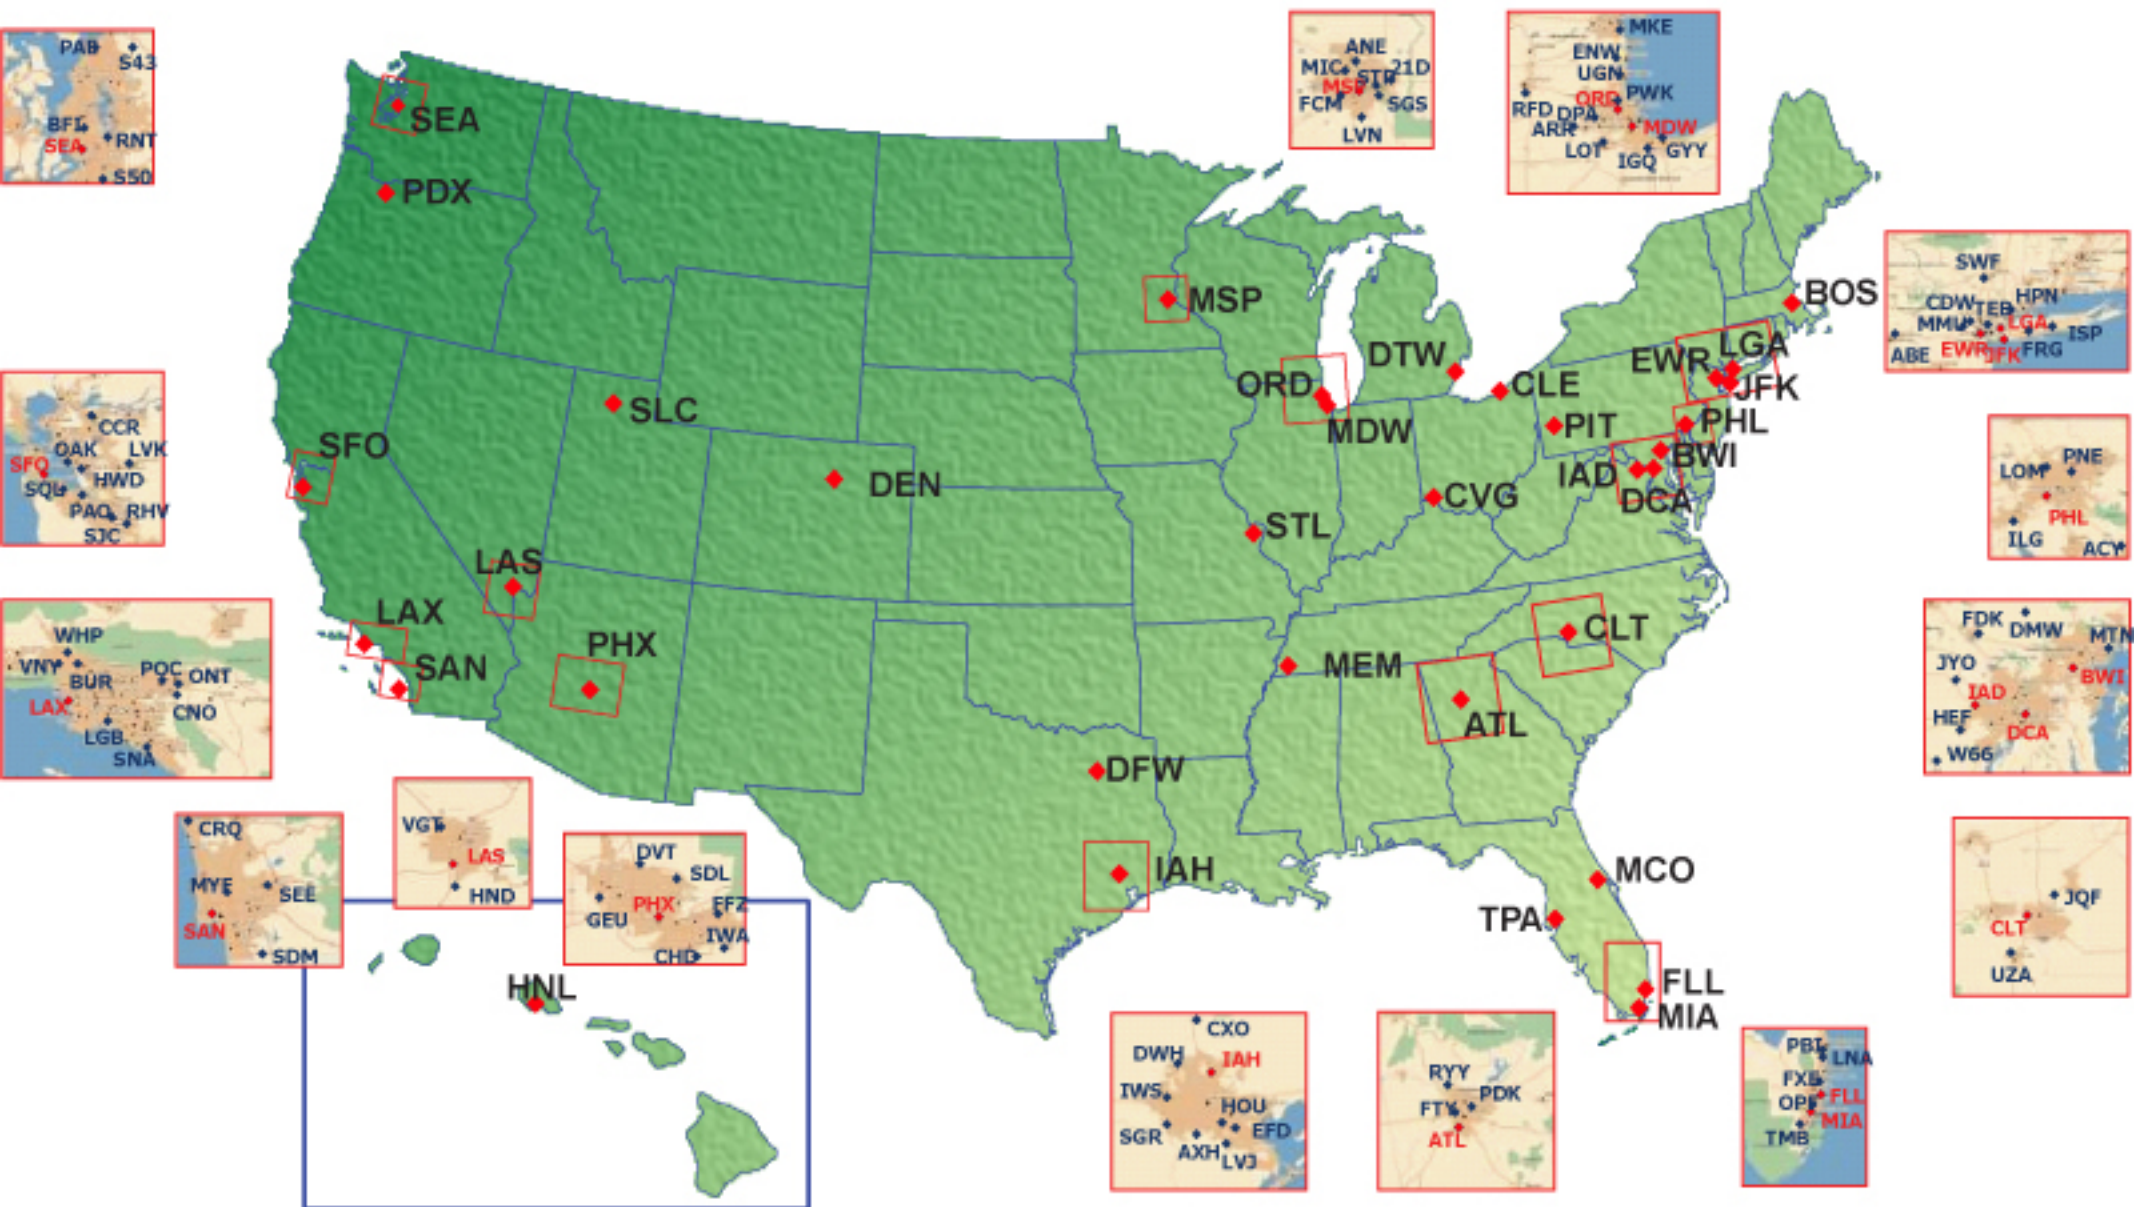 PAE
S43
BFI
SEA
RNT
S50
SEA
PDX
ANE
MIC
STP
21D
MSP
FCM
SGS
LVN
MKE
ENW
UGN
ORD
PWK
RFD
DPA
ARR
MDW
LOT
IGQ
GYY
SWF
CDW
TEB
HPN
MMU
LGA
ISP
ABE
EWR
JFK
FRG
MSP
BOS
DTW
EWR
LGA
ORD
CLE
JFK
SLC
MDW
PIT
PHL
SFO
BWI
IAD
DEN
DCA
CVG
STL
CCR
OAK
LVK
SFO
HWD
SQL
PAO
RHV
SJC
PNE
LOM
PHL
ILG
ACY
LAS
LAX
PHX
SAN
CLT
MEM
ATL
DFW
WHP
VNY
BUR
POC
ONT
LAX
CNO
LGB
SNA
FDK
DMW
MTN
JYO
BWI
IAD
HEF
DCA
W66
CRQ
MYF
SEE
SAN
SDM
VGT
LAS
HND
DVT
SDL
PHX
FFZ
GEU
IWA
CHD
IAH
MCO
TPA
FLL
MIA
JQF
CLT
UZA
HNL
CXO
DWH
IAH
IWS
HOU
SGR
EFD
AXH
LVJ
RYY
PDK
FTY
ATL
PBI
LNA
FXE
FLL
OPF
MIA
TMB